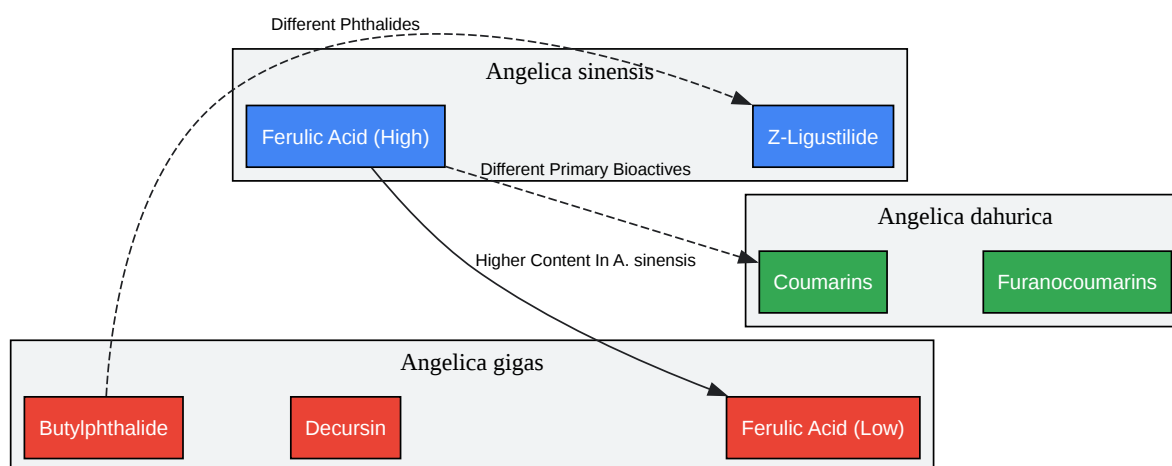 Different Phthalides
Angelica sinensis
Ferulic Acid (High)
Z-Ligustilide
Different Primary Bioactives
Angelica dahurica
Higher Content In A. sinensis
Coumarins
Furanocoumarins
Angelica gigas
Butylphthalide
Decursin
Ferulic Acid (Low)